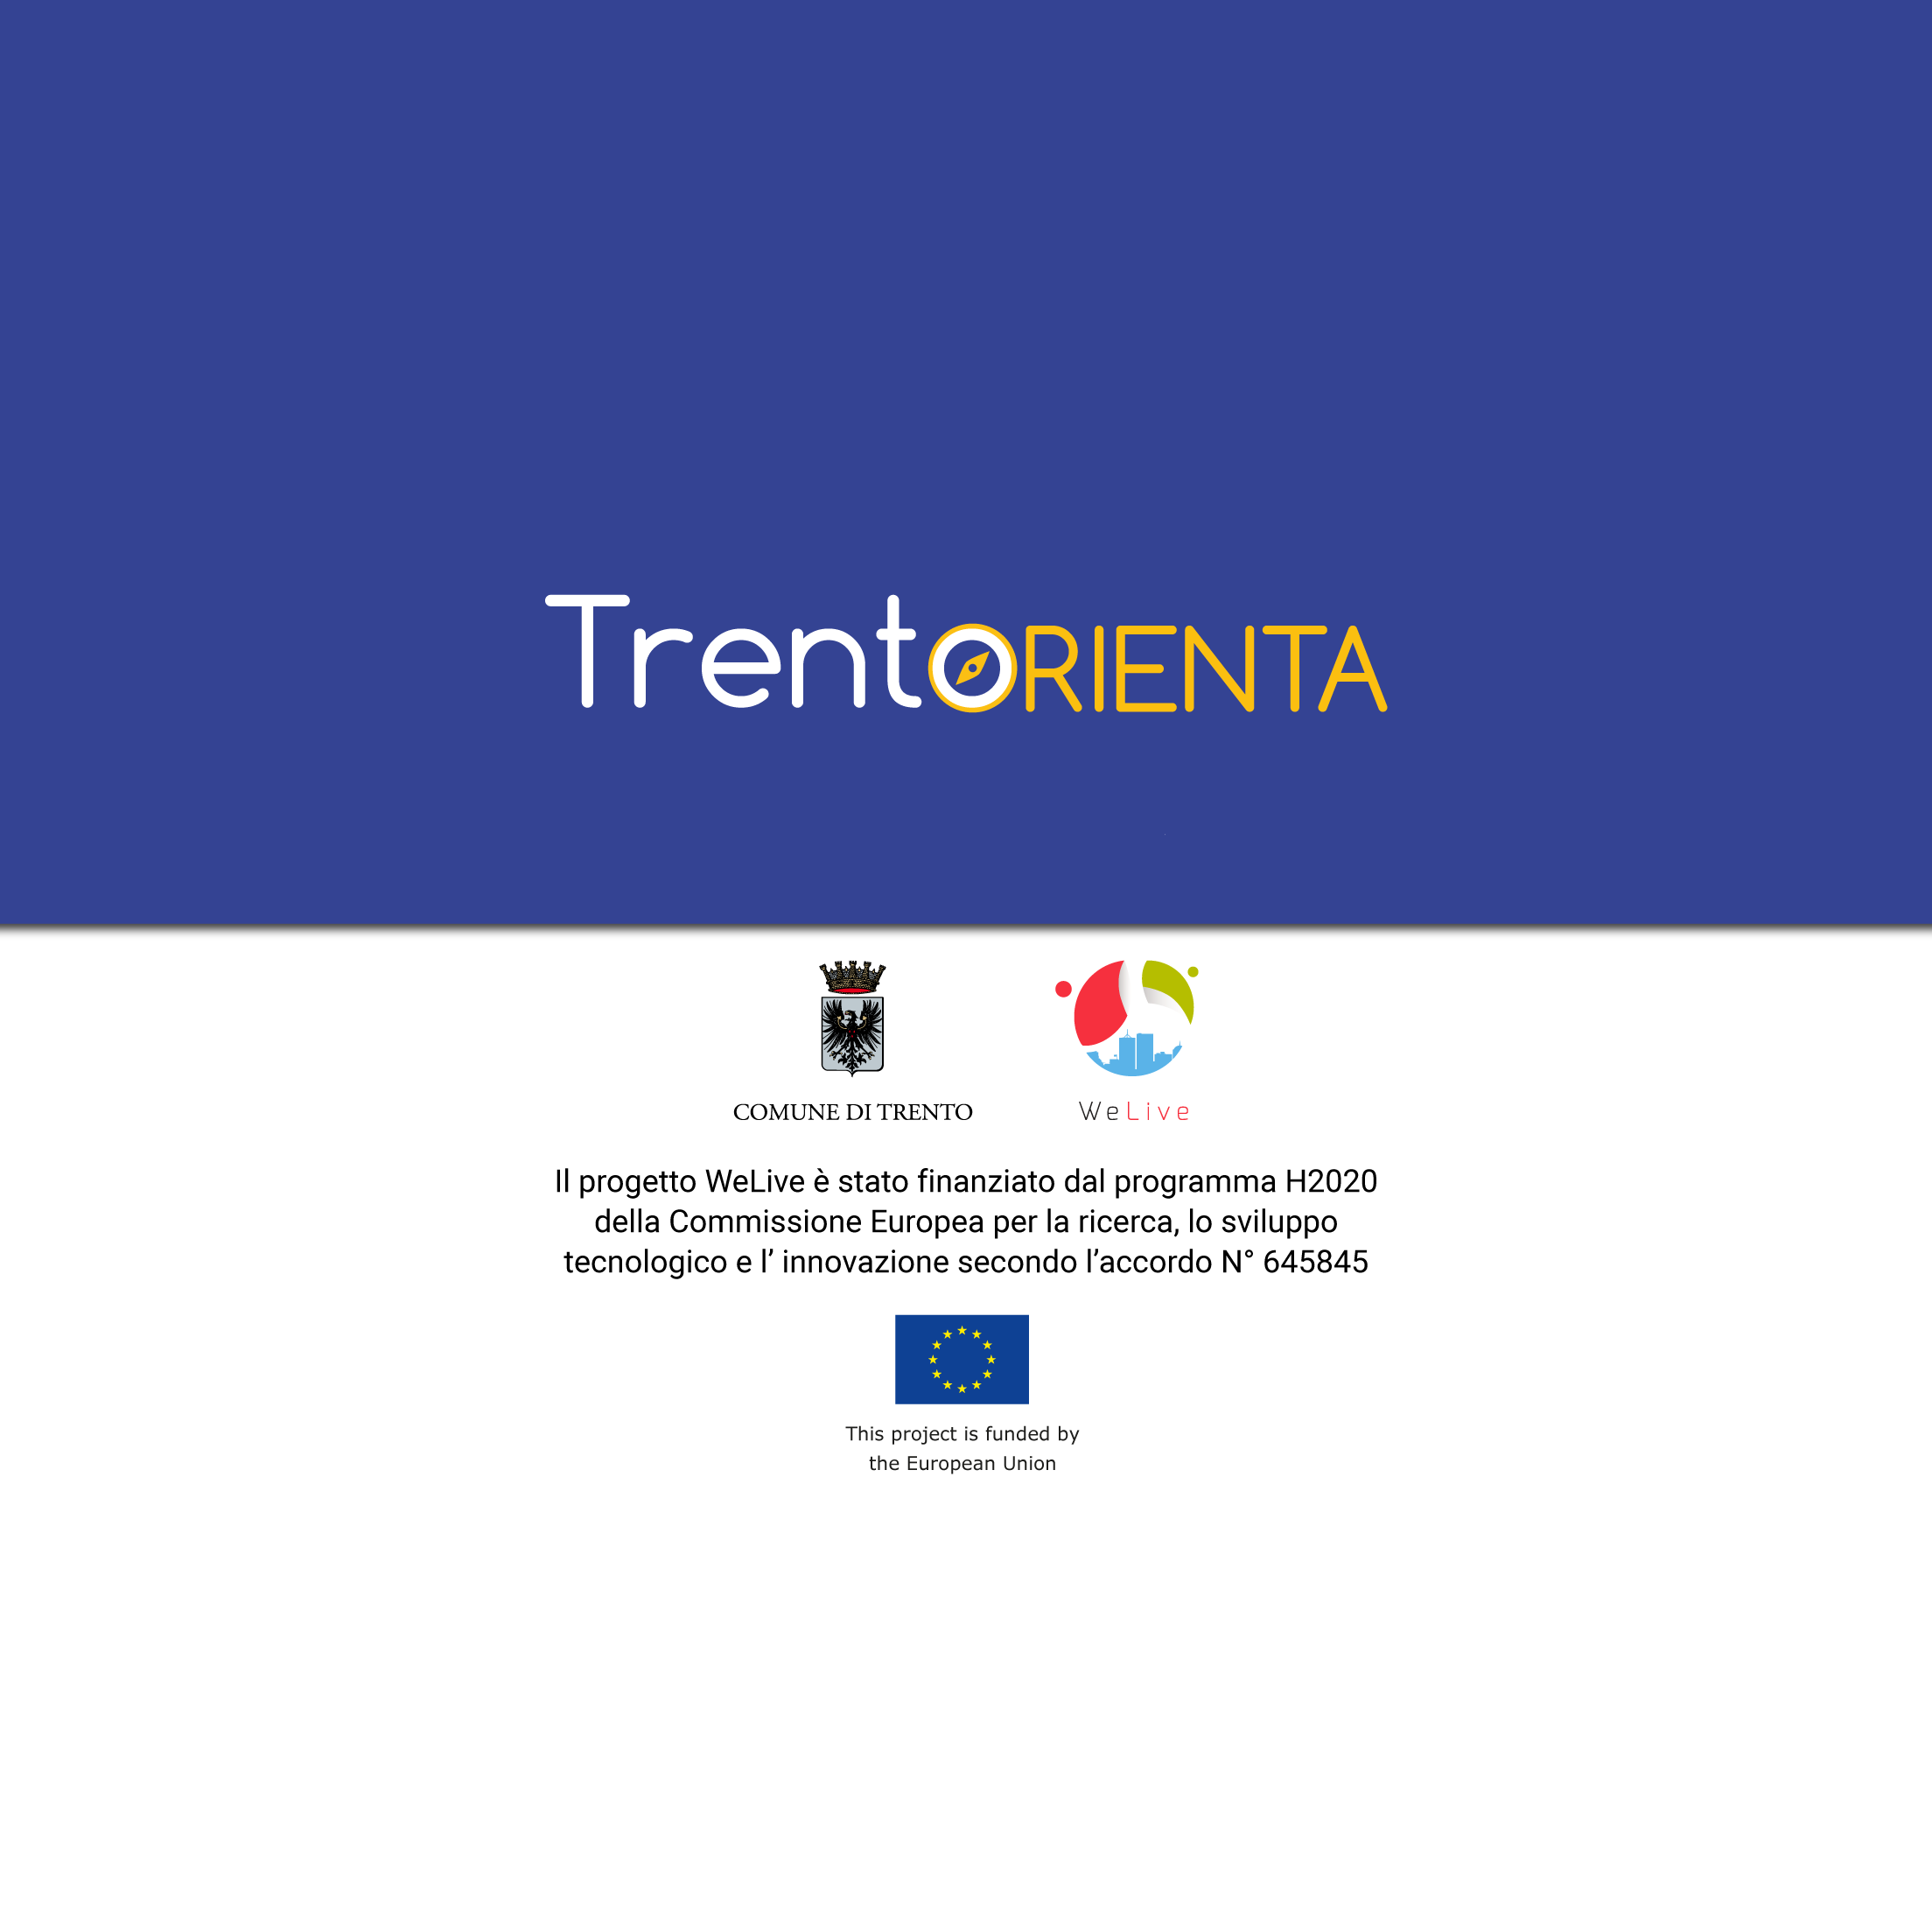 TrentORIENTA
COMUNE DI TRENTO
WeLive
Il progetto WeLive è stato finanziato dal programma H2020
della Commissione Europea per la ricerca, lo sviluppo
tecnologico e l’ innovazione secondo l’accordo N° 645845
This project is funded by
the European Union